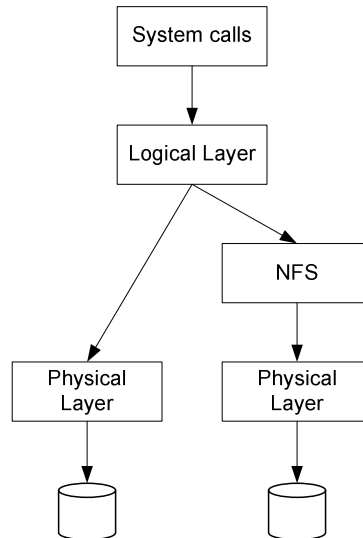 System calls
Logical Layer
NFS
Physical
Layer
Physical
Layer